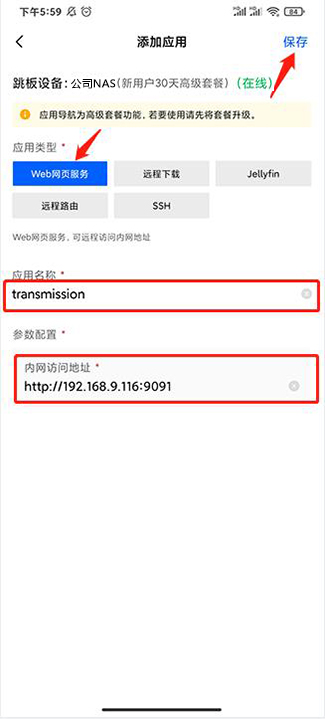 下午5:59
84
添加应用
保存
跳板设备：公司NAS(新用户30天高级套餐)（在线）
应用导航为高级套餐功能，若要使用请先将套餐升级。
应用类型 *
Web网页服务
远程下载
Jellyfin
远程路由
SSH
Web网页服务，可远程访问内网地址
应用名称 *
transmission
参数配置 *
内网访问地址 *
http://192.168.9.116:9091